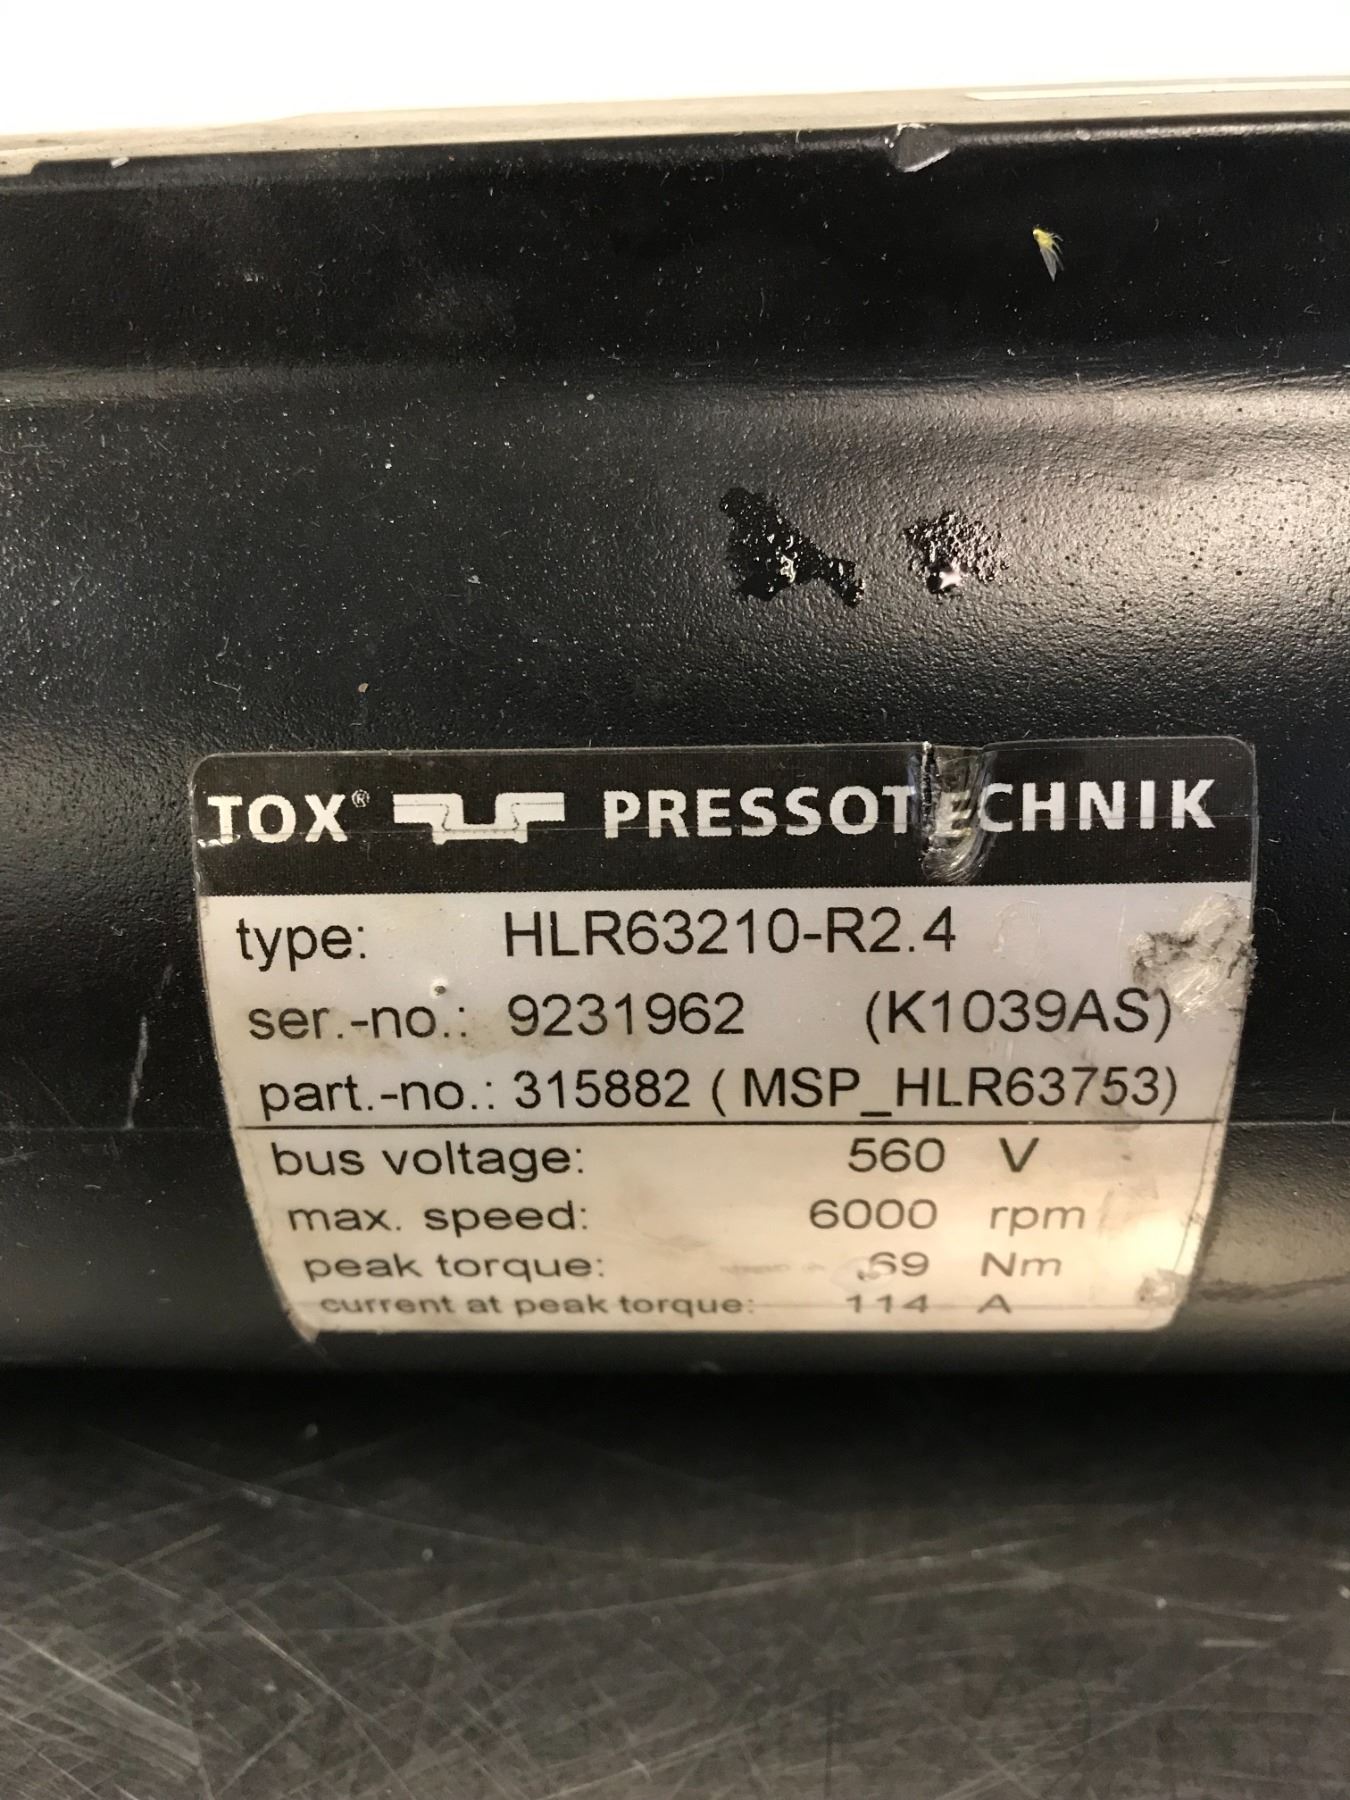 TOX® PRESSOTECHNIK
type: HLR63210-R2.4
ser.-no.: 9231962 (K1039AS)
part.-no.: 315882 ( MSP_HLR63753)
bus voltage: 560 V
max. speed: 6000 rpm
peak torque: 69 Nm
current at peak torque: 114 A